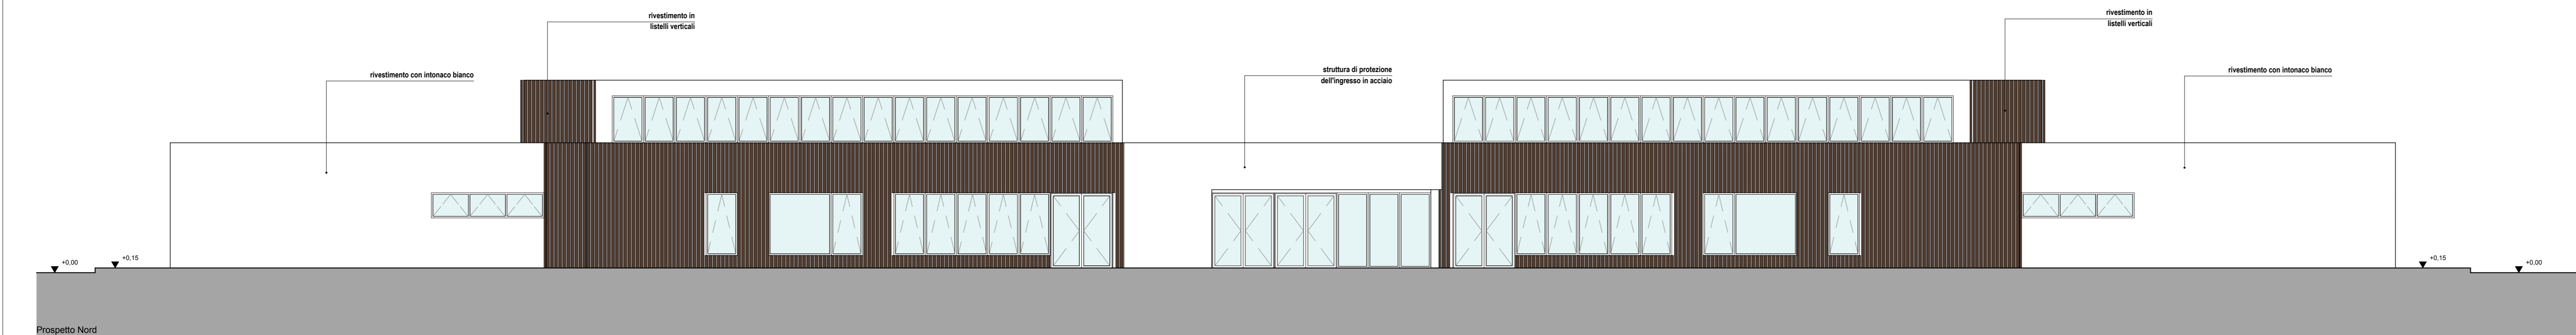 rivestimento in
listelli verticali
rivestimento in
listelli verticali
rivestimento con intonaco bianco
struttura di protezione
dell'ingresso in acciaio
rivestimento con intonaco bianco
+0,00
+0,15
+0,15
+0,00
Prospetto Nord